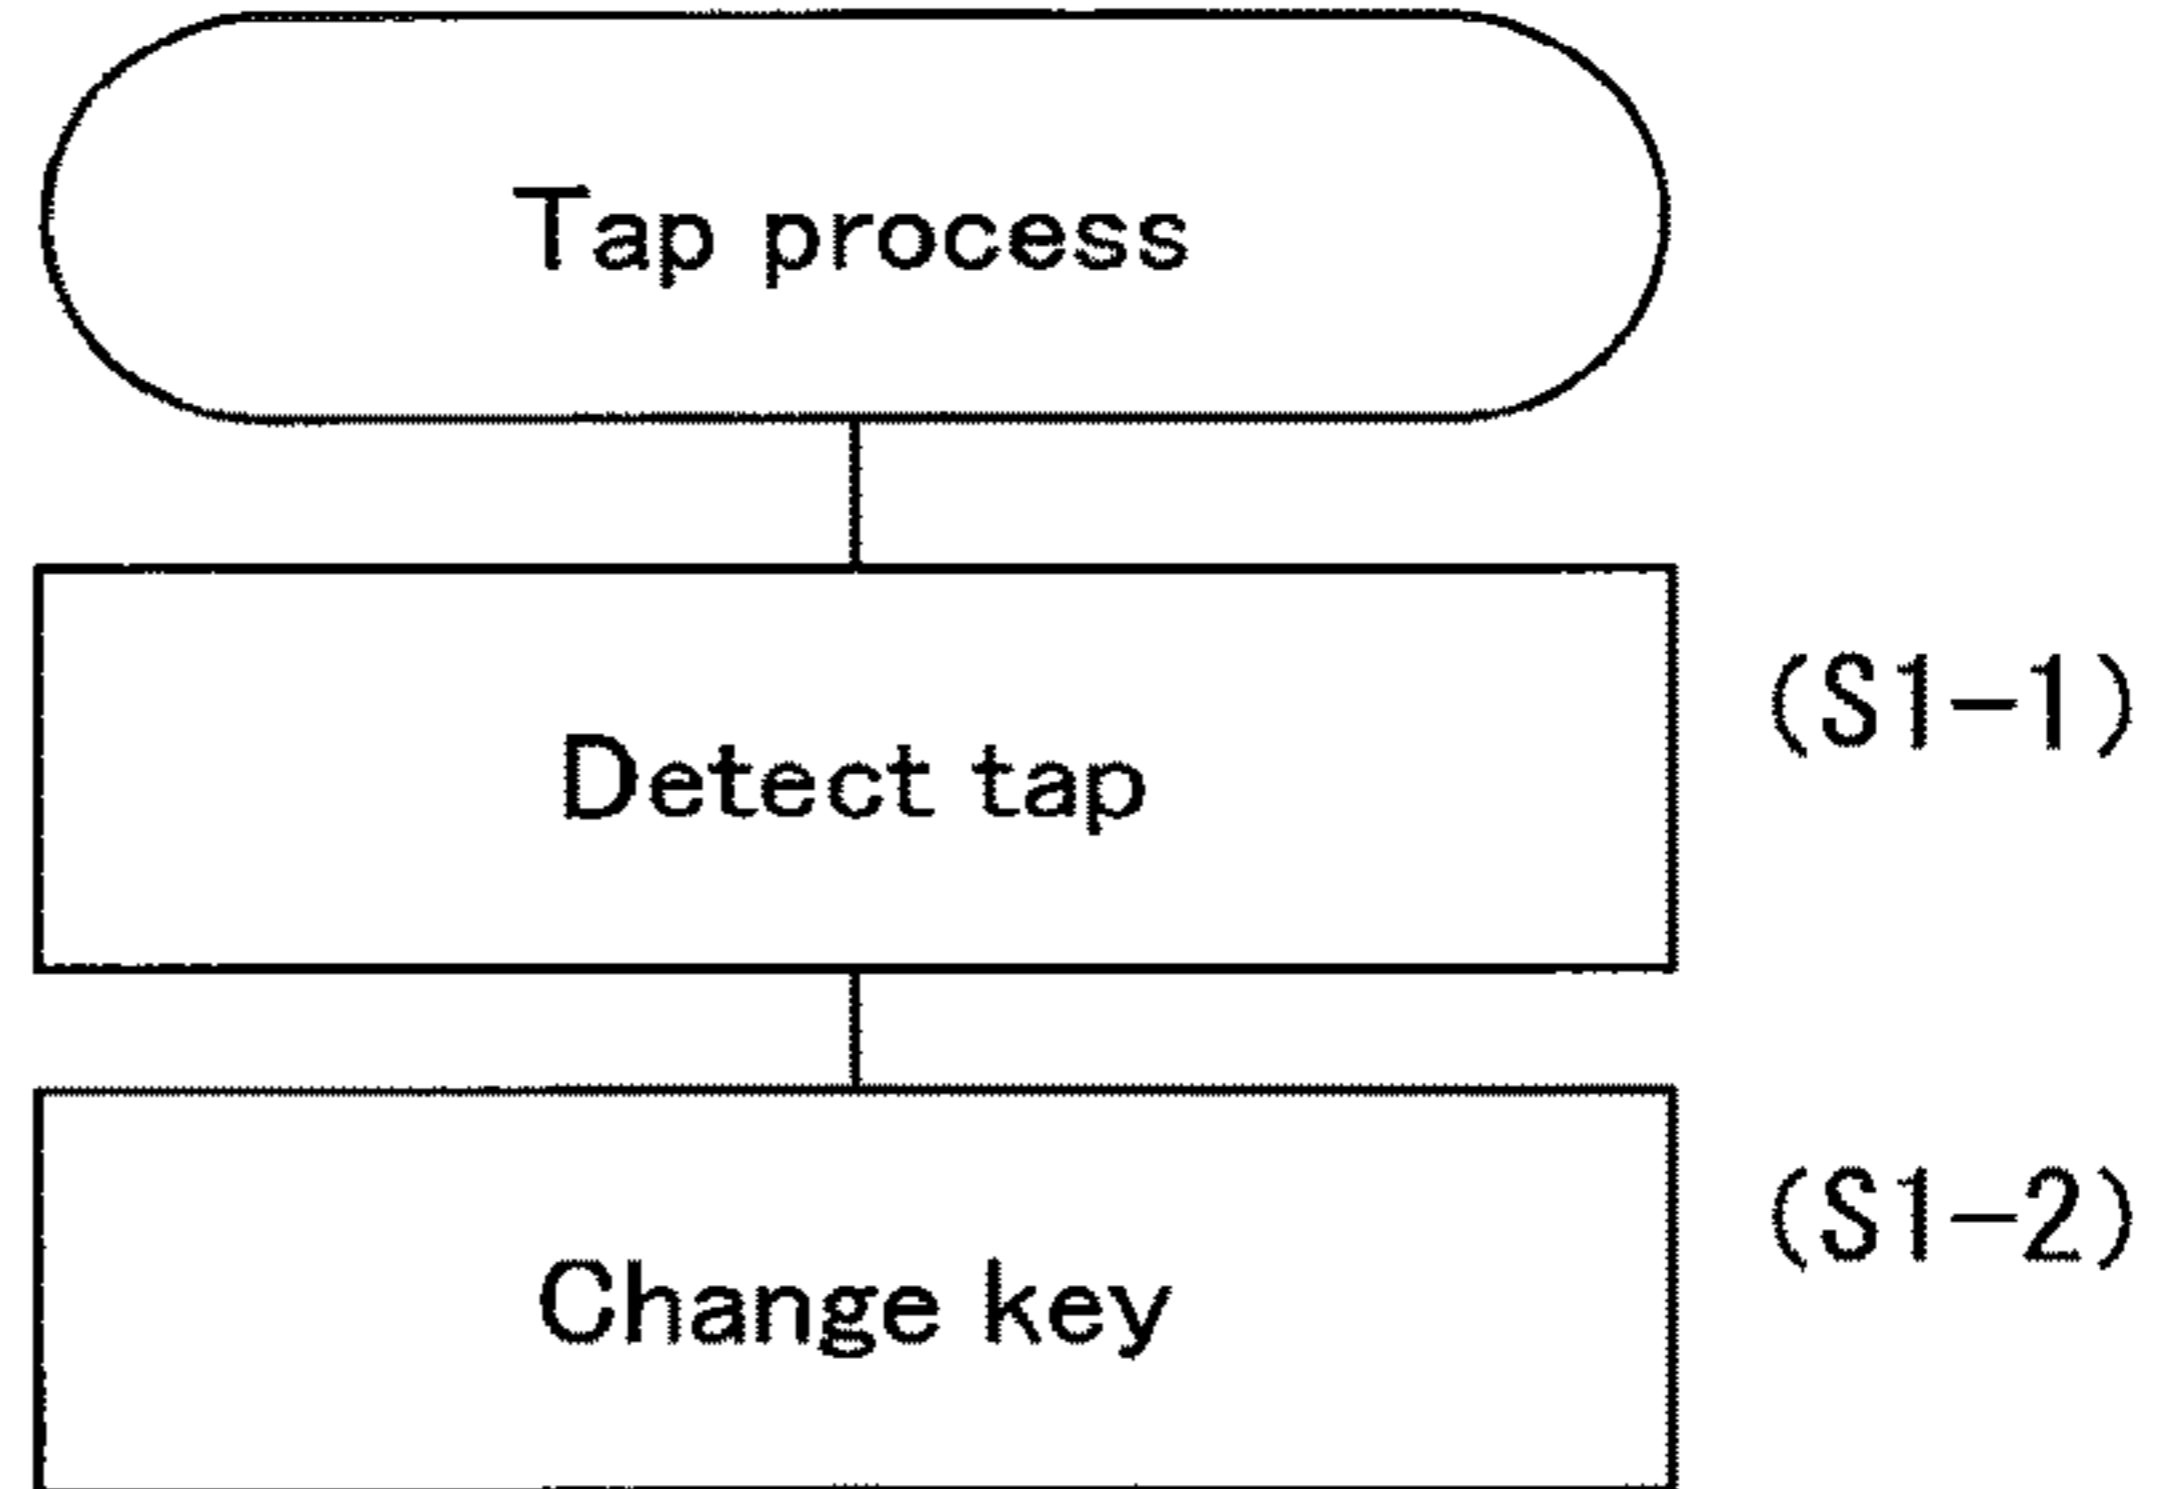 Tap process
(S1-1)
Detect tap
(S1-2)
Change key